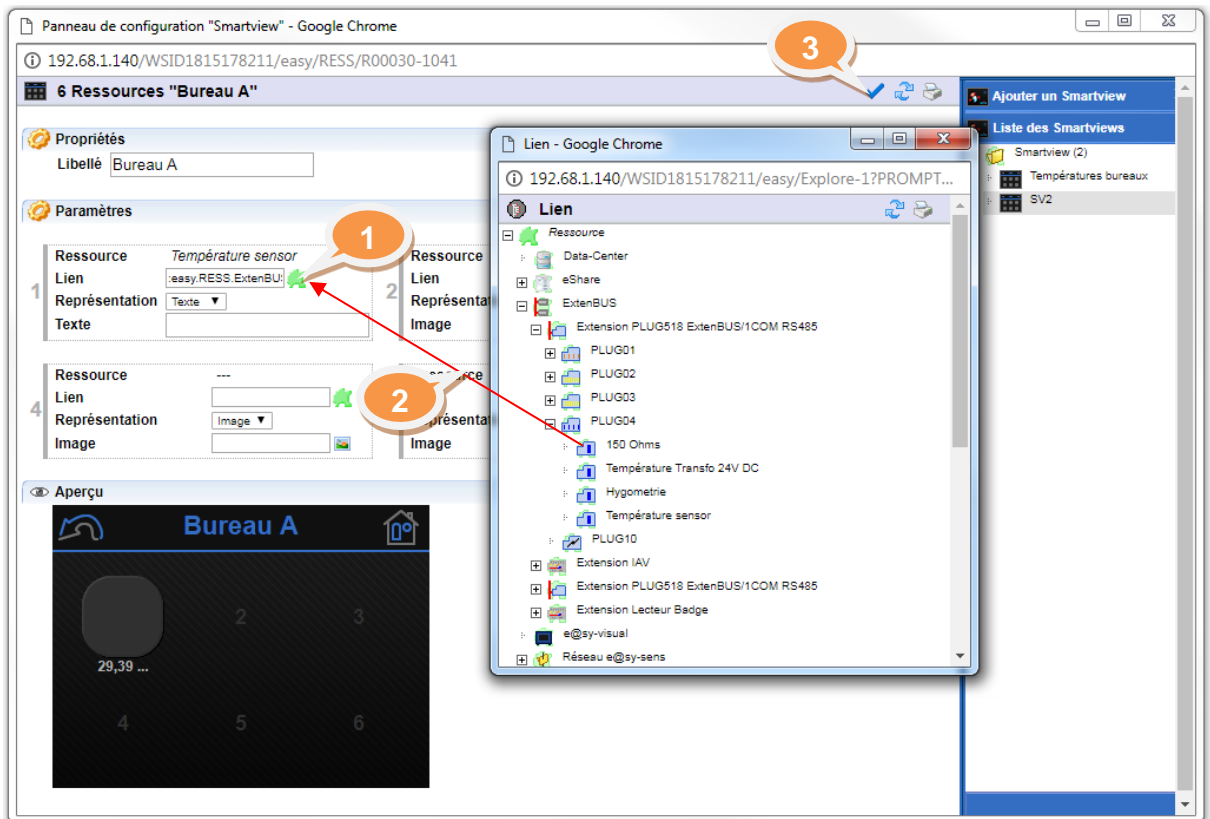 Panneau de configuration "Smartview" - Google Chrome
192.68.1.140/WSID1815178211/easy/RESS/R00030-1041
3
6 Ressources "Bureau A"
Propriétés
Libellé Bureau A
Paramètres
1
Ressource Température sensor
Lien :easy.RESS.ExtenBU:
Représentation Texte
Texte
1
2
Ressource
Lien
Représenta
Image
4
Ressource ---
Lien
Représentation Image
Image
2
Image
Aperçu
Bureau A
2 3
29,39 ...
4 5 6
Lien - Google Chrome
192.68.1.140/WSID1815178211/easy/Explore-1?PROMPT...
Lien
Ressource
Data-Center
eShare
ExtenBUS
Extension PLUG518 ExtenBUS/1COM RS485
PLUG01
PLUG02
PLUG03
PLUG04
150 Ohms
Température Transfo 24V DC
Hygometrie
Température sensor
PLUG10
Extension IAV
Extension PLUG518 ExtenBUS/1COM RS485
Extension Lecteur Badge
e@sy-visual
Réseau e@sy-sens
Ajouter un Smartview
Liste des Smartviews
Smartview (2)
Températures bureaux
SV2